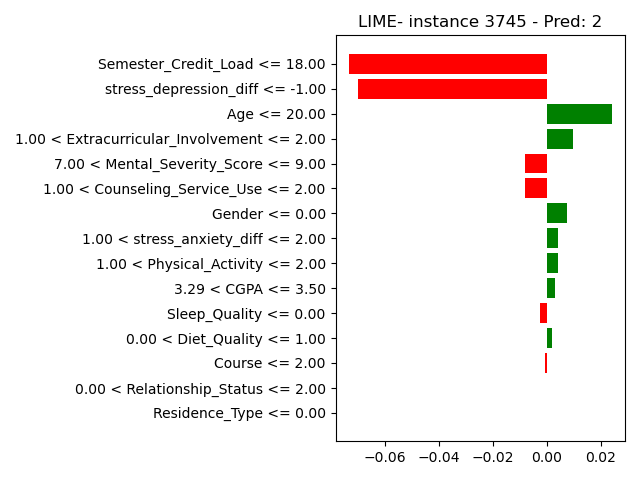 LIME- instance 3745 - Pred: 2
Semester_Credit_Load <= 18.00
stress_depression_diff <= -1.00
Age <= 20.00
1.00 < Extracurricular_Involvement <= 2.00
7.00 < Mental_Severity_Score <= 9.00
1.00 < Counseling_Service_Use <= 2.00
Gender <= 0.00
1.00 < stress_anxiety_diff <= 2.00
1.00 < Physical_Activity <= 2.00
3.29 < CGPA <= 3.50
Sleep_Quality <= 0.00
0.00 < Diet_Quality <= 1.00
Course <= 2.00
0.00 < Relationship_Status <= 2.00
Residence_Type <= 0.00
−0.06 −0.04 −0.02 0.00 0.02